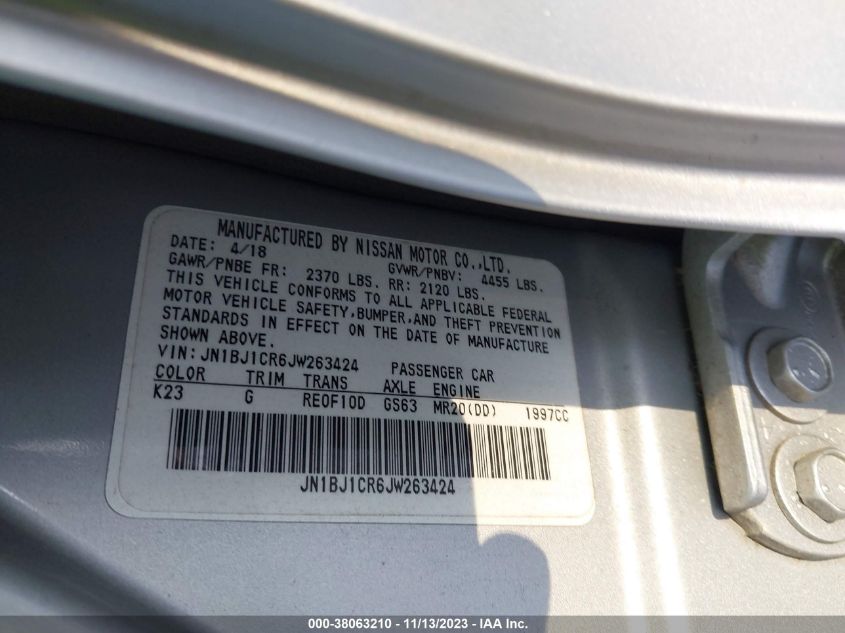 MANUFACTURED BY NISSAN MOTOR CO.,LTD.
DATE: 4/18 GVWR/PNBV: 4455 LBS.
GAWR/PNBE FR: 2370 LBS. RR: 2120 LBS.
THIS VEHICLE CONFORMS TO ALL APPLICABLE FEDERAL
MOTOR VEHICLE SAFETY,BUMPER,AND THEFT PREVENTION
STANDARDS IN EFFECT ON THE DATE OF MANUFACTURE
SHOWN ABOVE.
VIN:JN1BJ1CR6JW263424 PASSENGER CAR
COLOR TRIM TRANS AXLE ENGINE
K23 G RE0F10D GS63 MR20(DD) 1997CC
JN1BJ1CR6JW263424
000-38063210 - 11/13/2023 - IAA Inc.